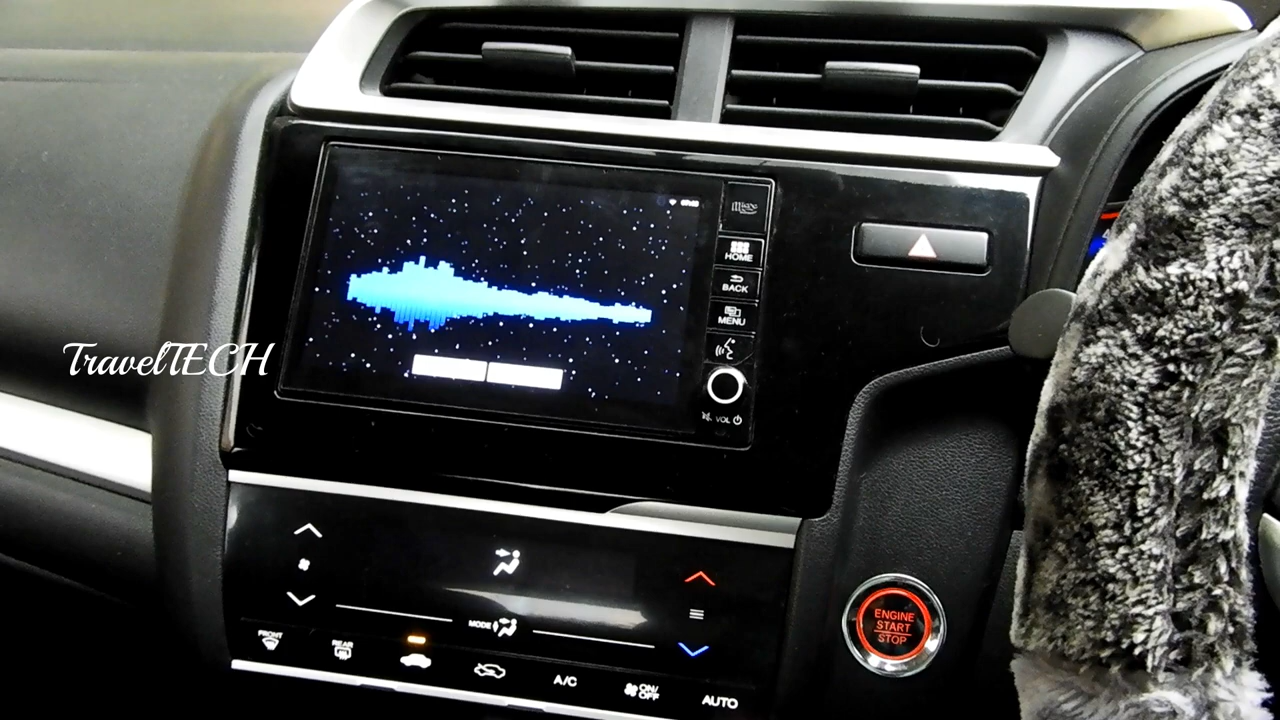 HOME
BACK
MENU
VOL
TravelTECH
MODE
FRONT
REAR
A/C
ON/
OFF
AUTO
ENGINE
START
STOP